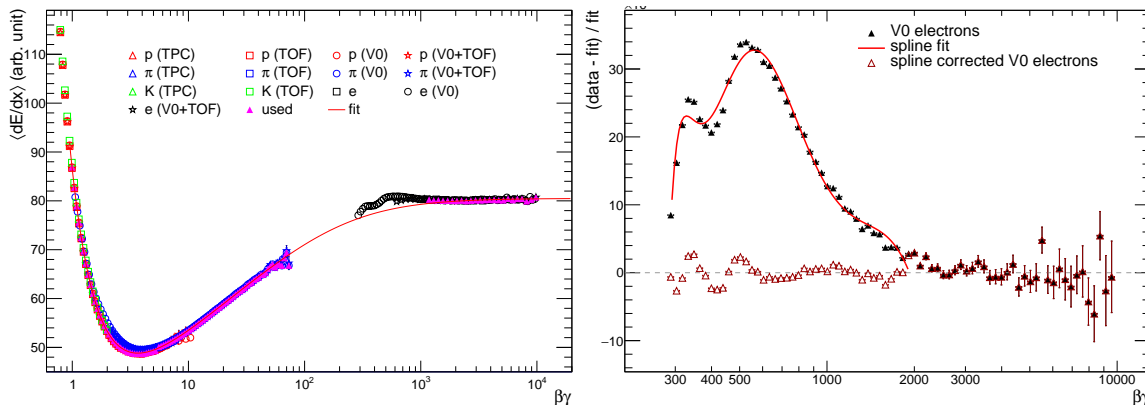 ⟨dE/dx⟩ (arb. unit)
110
100
90
80
70
60
50
p (TPC) p (TOF) p (V0) p (V0+TOF)
π (TPC) π (TOF) π (V0) π (V0+TOF)
K (TPC) K (TOF) e e (V0)
e (V0+TOF) used fit
1 10 10² 10³ 10⁴
βγ
(data - fit) / fit
30
20
10
0
−10
V0 electrons
spline fit
spline corrected V0 electrons
300 400 500 1000 2000 3000 10000
βγ